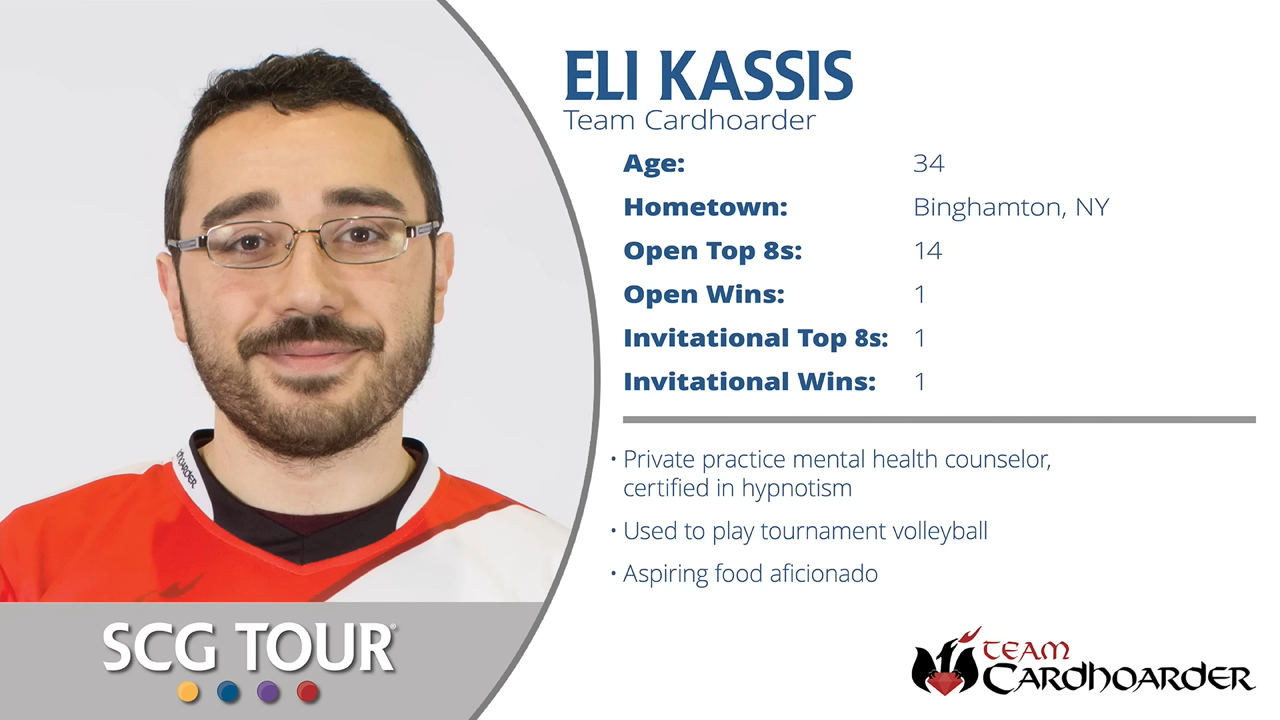 ELI KASSIS
Team Cardhoarder
Age: 34
Hometown: Binghamton, NY
Open Top 8s: 14
Open Wins: 1
Invitational Top 8s: 1
Invitational Wins: 1
• Private practice mental health counselor,
certified in hypnotism
• Used to play tournament volleyball
• Aspiring food aficionado
SCG TOUR®
TEAM
CARDHOARDER